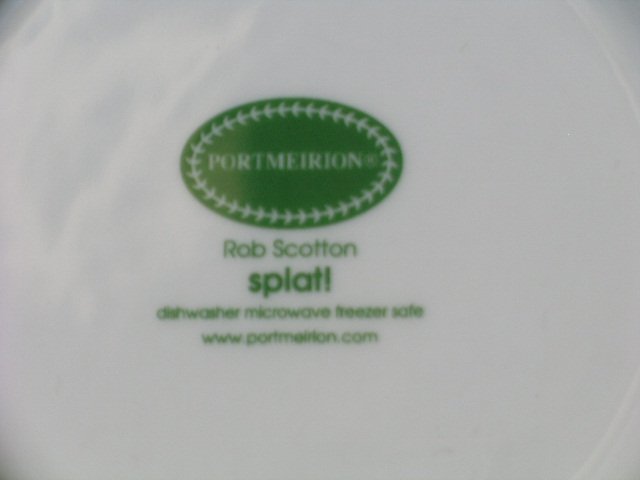 PORTMEIRION®
Rob Scotton
splat!
dishwasher microwave freezer safe
www.portmeirion.com